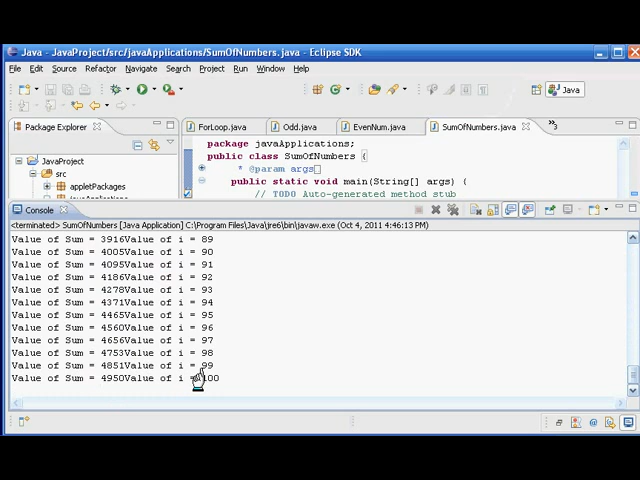 Java - JavaProject/src/javaApplications/SumOfNumbers.java - Eclipse SDK
File Edit Source Refactor Navigate Search Project Run Window Help
Java
Package Explorer
ForLoop.java
Odd.java
EvenNum.java
SumOfNumbers.java
3
JavaProject
src
appletPackages
package javaApplications;
public class SumOfNumbers {
* @param args
public static void main(String[] args) {
// TODO Auto-generated method stub
Console
<terminated> SumOfNumbers [Java Application] C:\Program Files\Java\jre6\bin\javaw.exe (Oct 4, 2011 4:46:13 PM)
Value of Sum = 3916Value of i = 89
Value of Sum = 4005Value of i = 90
Value of Sum = 4095Value of i = 91
Value of Sum = 4186Value of i = 92
Value of Sum = 4278Value of i = 93
Value of Sum = 4371Value of i = 94
Value of Sum = 4465Value of i = 95
Value of Sum = 4560Value of i = 96
Value of Sum = 4656Value of i = 97
Value of Sum = 4753Value of i = 98
Value of Sum = 4851Value of i = 99
Value of Sum = 4950Value of i = 100